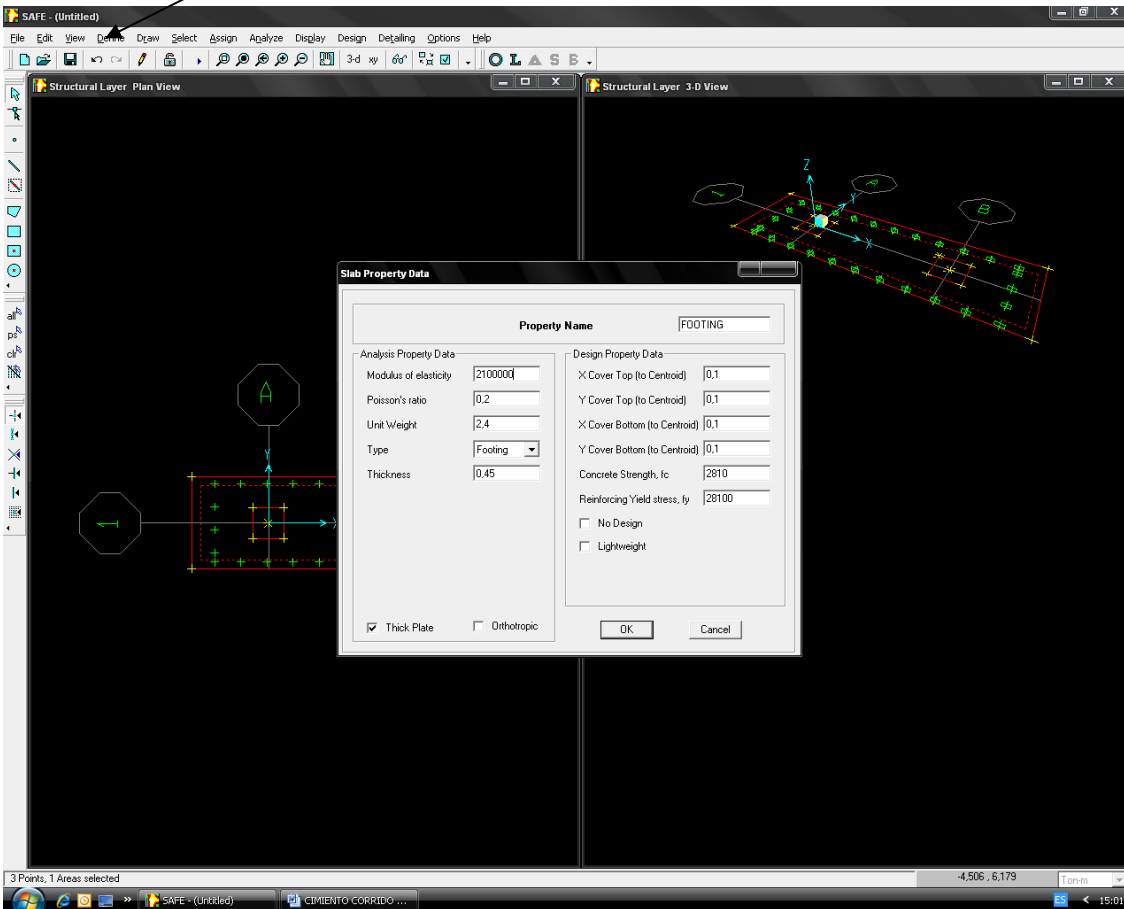 SAFE - (Untitled)
File Edit View Define Draw Select Assign Analyze Display Design Detailing Options Help
3-d xy O L A S B
Structural Layer Plan View
Structural Layer 3-D View
all
ps
clr
Z
1
A
Y
B
X
Slab Property Data
Property Name FOOTING
Analysis Property Data
Modulus of elasticity 2100000
Poisson's ratio 0,2
Unit Weight 2,4
Type Footing
Thickness 0,45
Thick Plate
Orthotropic
Design Property Data
X Cover Top (to Centroid) 0,1
Y Cover Top (to Centroid) 0,1
X Cover Bottom (to Centroid) 0,1
Y Cover Bottom (to Centroid) 0,1
Concrete Strength, fc 2810
Reinforcing Yield stress, fy 28100
No Design
Lightweight
OK Cancel
A
Y
1
3 Points, 1 Areas selected
-4,506 , 6,179
Ton-m
SAFE - (Untitled)
CIMIENTO CORRIDO ...
ES
15:01